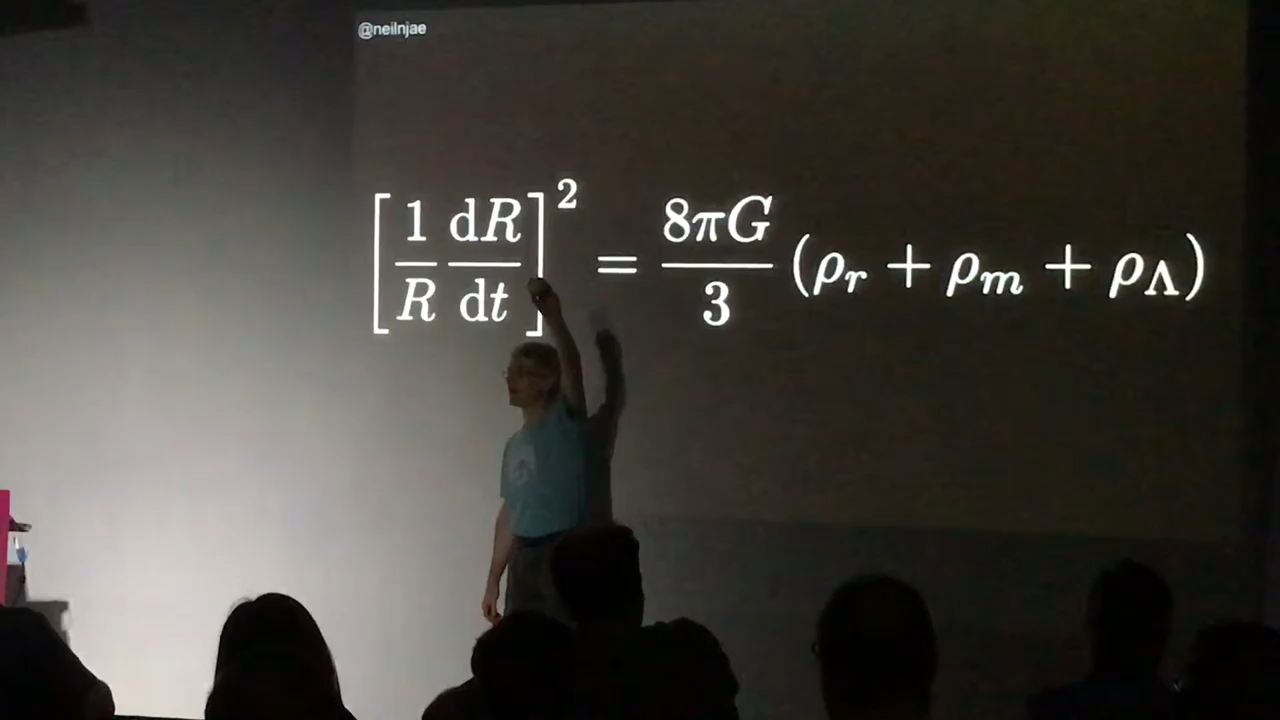 @neilnjae
[1/R dR/dt]² = 8πG/3 (ρ_r + ρ_m + ρ_Λ)